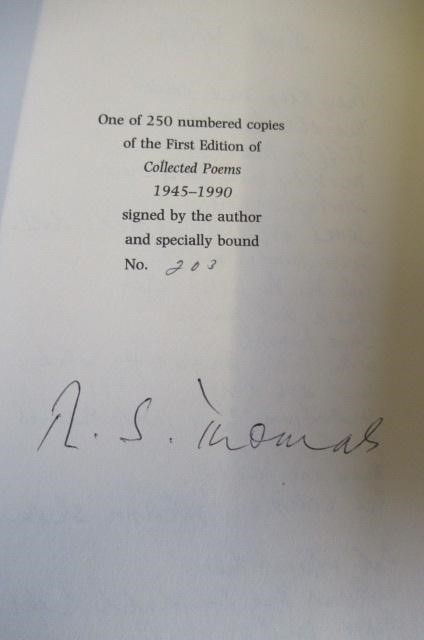 One of 250 numbered copies
of the First Edition of
Collected Poems
1945–1990
signed by the author
and specially bound
No. 203
R. S. Thomas